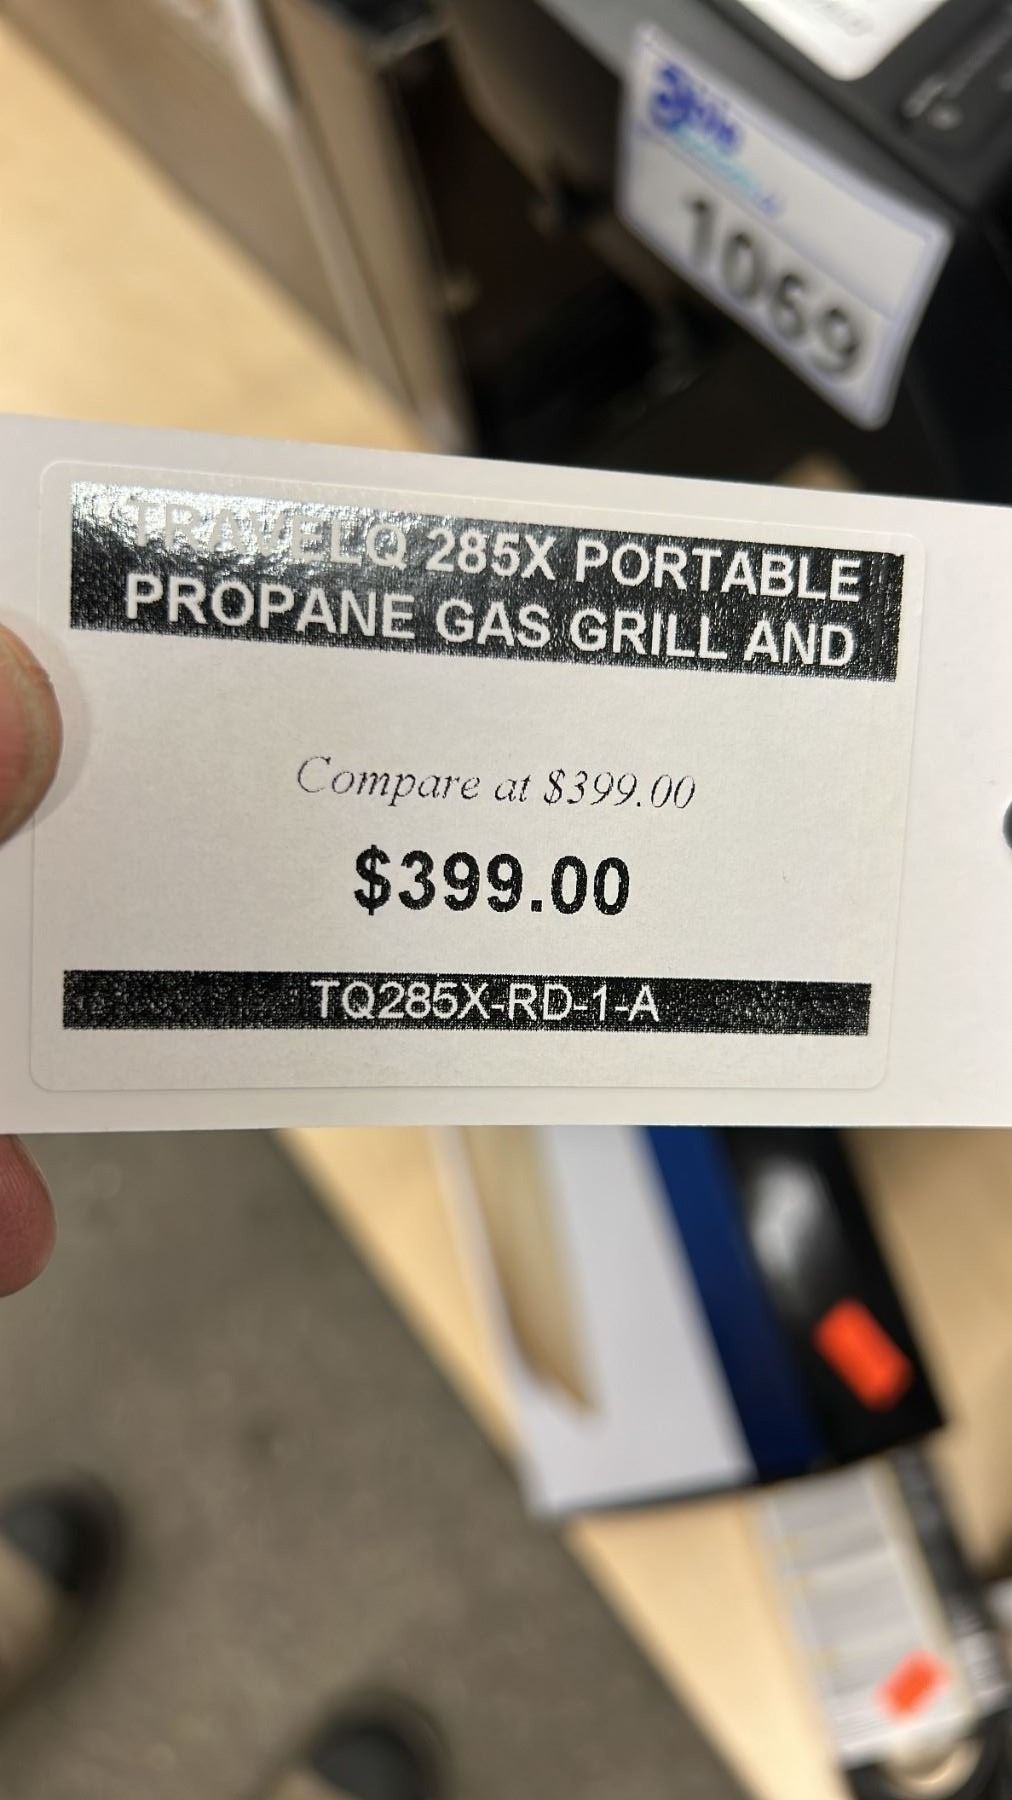 1069
TRAVELQ 285X PORTABLE
PROPANE GAS GRILL AND
Compare at $399.00
$399.00
TQ285X-RD-1-A